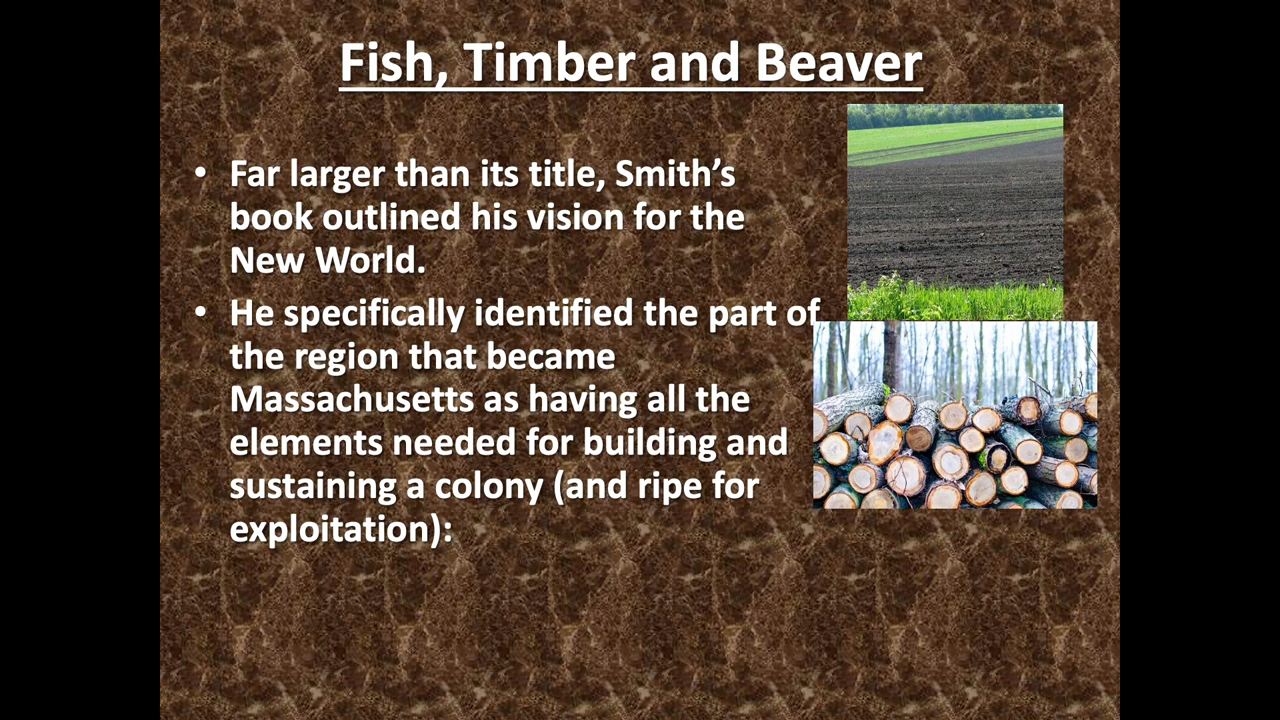 Fish, Timber and Beaver
• Far larger than its title, Smith’s
book outlined his vision for the
New World.
• He specifically identified the part of
the region that became
Massachusetts as having all the
elements needed for building and
sustaining a colony (and ripe for
exploitation):